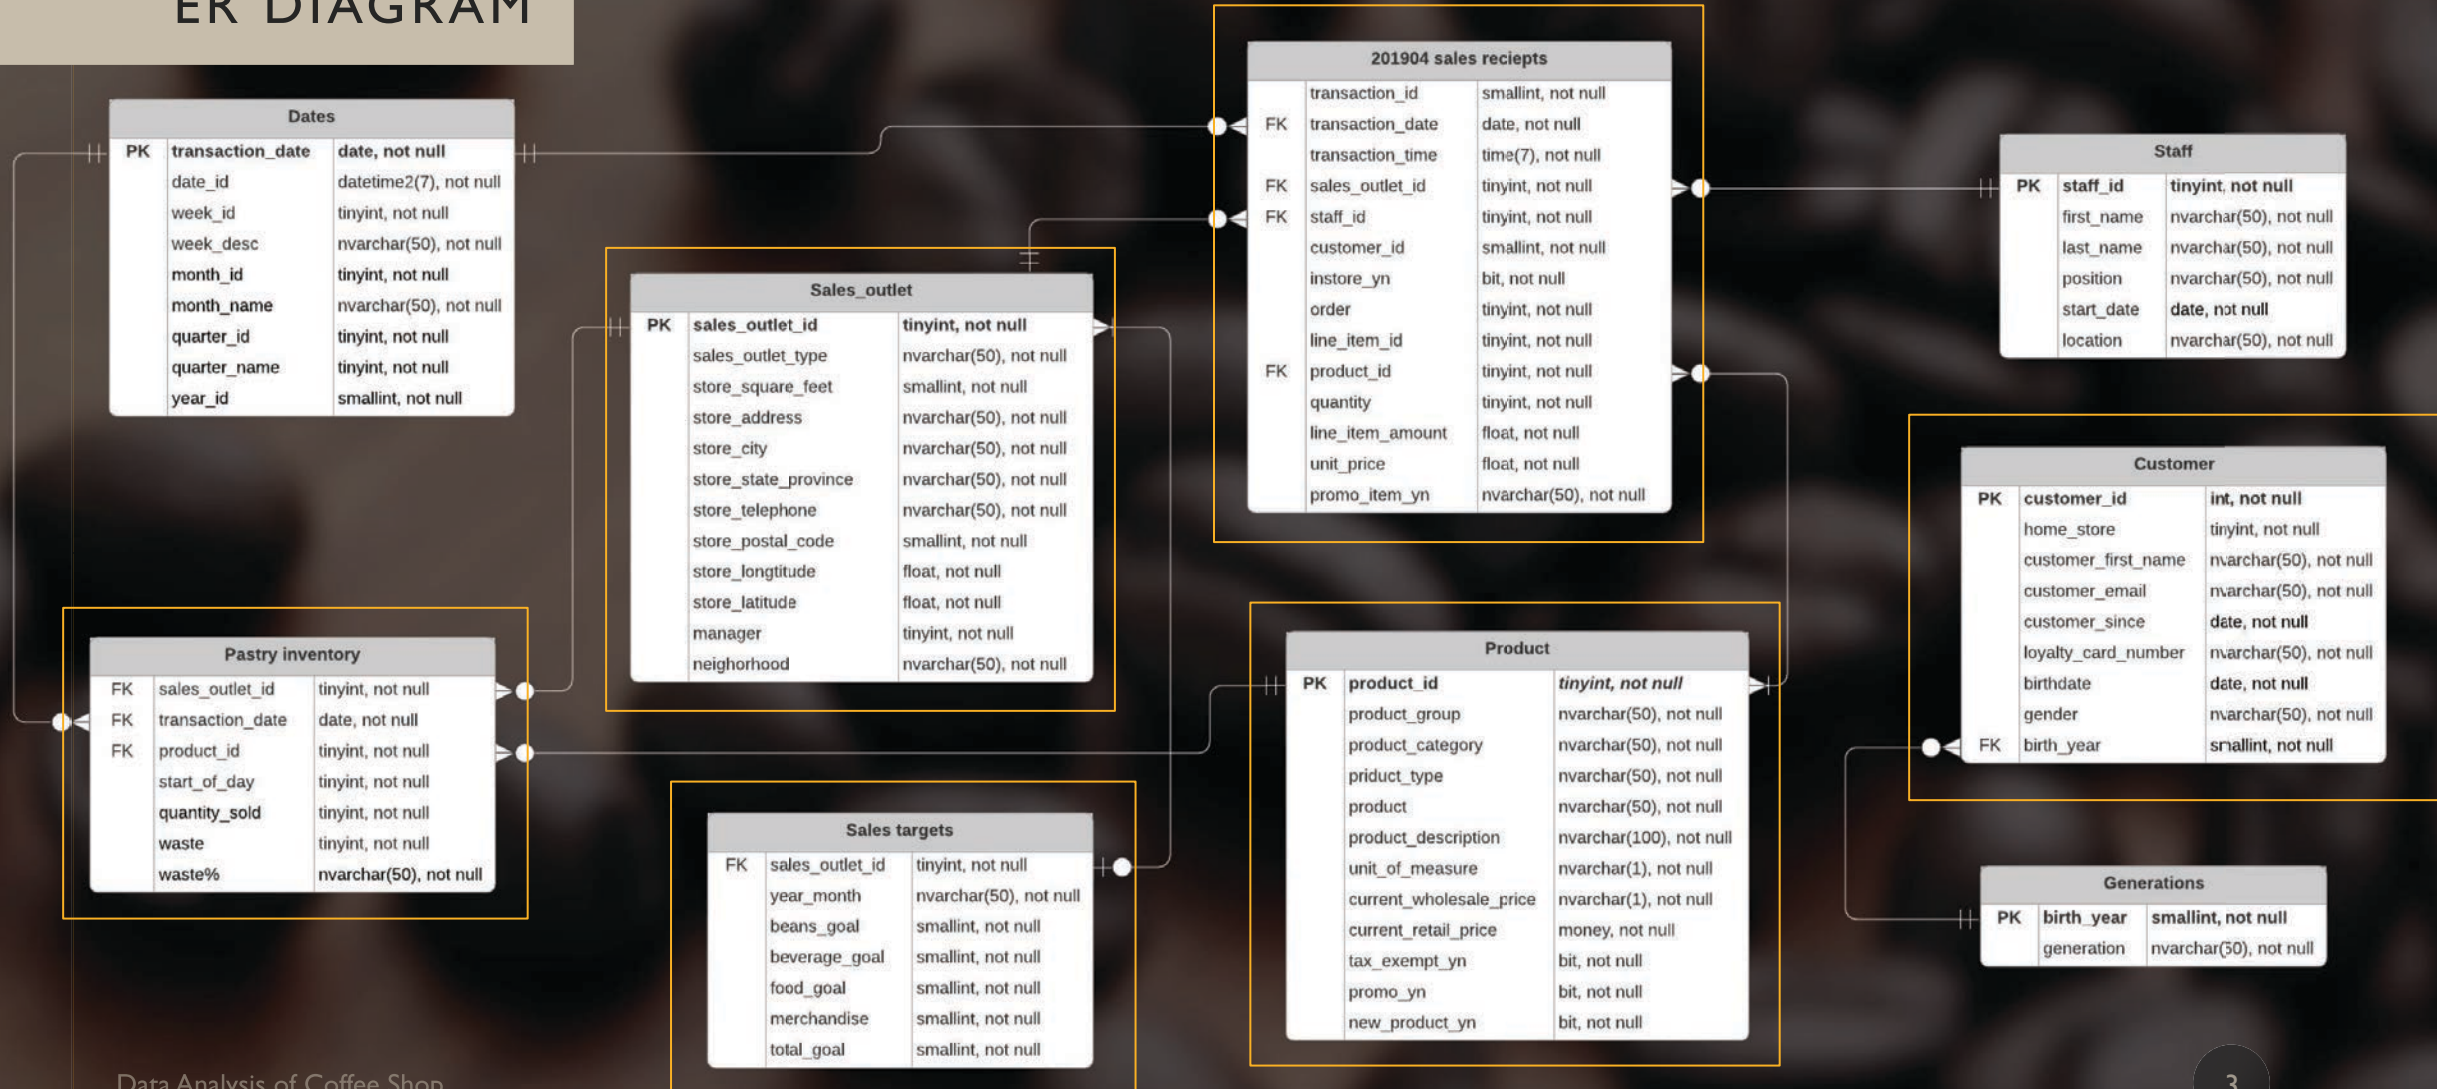 ER DIAGRAM
Dates
PK transaction_date date, not null
date_id datetime2(7), not null
week_id tinyint, not null
week_desc nvarchar(50), not null
month_id tinyint, not null
month_name nvarchar(50), not null
quarter_id tinyint, not null
quarter_name tinyint, not null
year_id smallint, not null
Pastry inventory
FK sales_outlet_id tinyint, not null
FK transaction_date date, not null
FK product_id tinyint, not null
start_of_day tinyint, not null
quantity_sold tinyint, not null
waste tinyint, not null
waste% nvarchar(50), not null
Sales_outlet
PK sales_outlet_id tinyint, not null
sales_outlet_type nvarchar(50), not null
store_square_feet smallint, not null
store_address nvarchar(50), not null
store_city nvarchar(50), not null
store_state_province nvarchar(50), not null
store_telephone nvarchar(50), not null
store_postal_code smallint, not null
store_longtitude float, not null
store_latitude float, not null
manager tinyint, not null
neighorhood nvarchar(50), not null
Sales targets
FK sales_outlet_id tinyint, not null
year_month nvarchar(50), not null
beans_goal smallint, not null
beverage_goal smallint, not null
food_goal smallint, not null
merchandise smallint, not null
total_goal smallint, not null
201904 sales reciepts
transaction_id smallint, not null
FK transaction_date date, not null
transaction_time time(7), not null
FK sales_outlet_id tinyint, not null
FK staff_id tinyint, not null
customer_id smallint, not null
instore_yn bit, not null
order tinyint, not null
line_item_id tinyint, not null
FK product_id tinyint, not null
quantity tinyint, not null
line_item_amount float, not null
unit_price float, not null
promo_item_yn nvarchar(50), not null
Product
PK product_id tinyint, not null
product_group nvarchar(50), not null
product_category nvarchar(50), not null
priduct_type nvarchar(50), not null
product nvarchar(50), not null
product_description nvarchar(100), not null
unit_of_measure nvarchar(1), not null
current_wholesale_price nvarchar(1), not null
current_retail_price money, not null
tax_exempt_yn bit, not null
promo_yn bit, not null
new_product_yn bit, not null
Staff
PK staff_id tinyint, not null
first_name nvarchar(50), not null
last_name nvarchar(50), not null
position nvarchar(50), not null
start_date date, not null
location nvarchar(50), not null
Customer
PK customer_id int, not null
home_store tinyint, not null
customer_first_name nvarchar(50), not null
customer_email nvarchar(50), not null
customer_since date, not null
loyalty_card_number nvarchar(50), not null
birthdate date, not null
gender nvarchar(50), not null
FK birth_year smallint, not null
Generations
PK birth_year smallint, not null
generation nvarchar(50), not null
Data Analysis of Coffee Shop
3